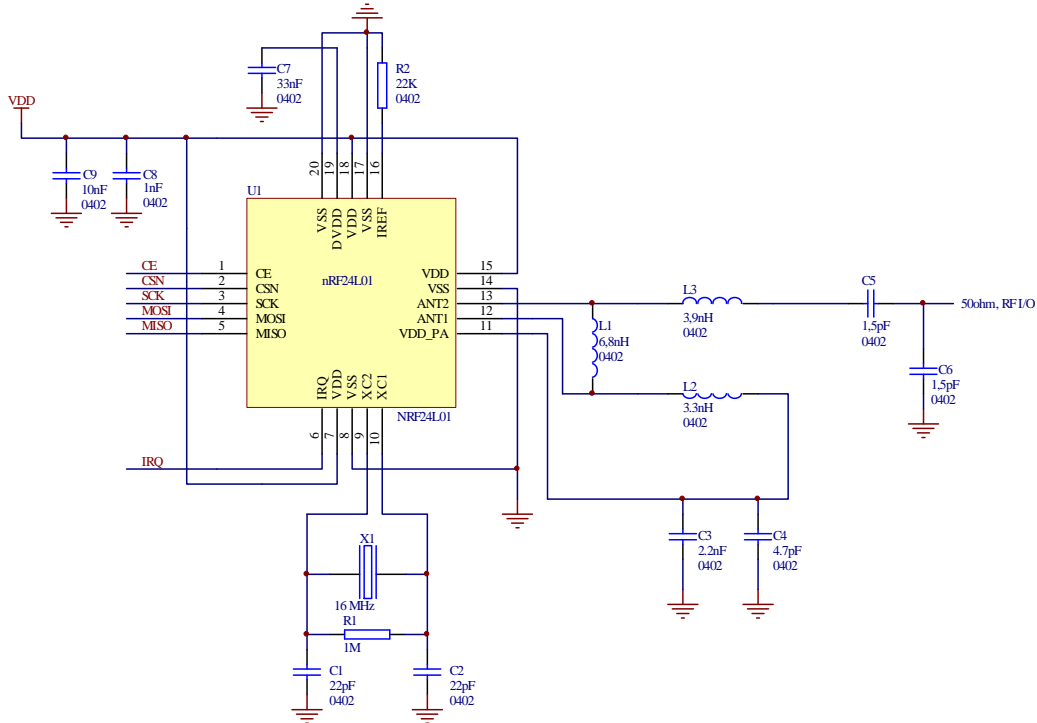 C7
33nF
0402
R2
22K
0402
VDD
C9
10nF
0402
C8
1nF
0402
20
19
18
17
16
U1
VSS
DVDD
VDD
VSS
IREF
nRF24L01
CE
1
CE
CSN
2
CSN
SCK
3
SCK
MOSI
4
MOSI
MISO
5
MISO
VDD
15
VSS
14
ANT2
13
ANT1
12
VDD_PA
11
IRQ
VDD
VSS
XC2
XC1
NRF24L01
6
7
8
9
10
IRQ
L3
3,9nH
0402
C5
1,5pF
0402
50ohm, RF I/O
L1
6,8nH
0402
C6
1,5pF
0402
L2
3.3nH
0402
C3
2.2nF
0402
C4
4.7pF
0402
X1
16 MHz
R1
1M
C1
22pF
0402
C2
22pF
0402